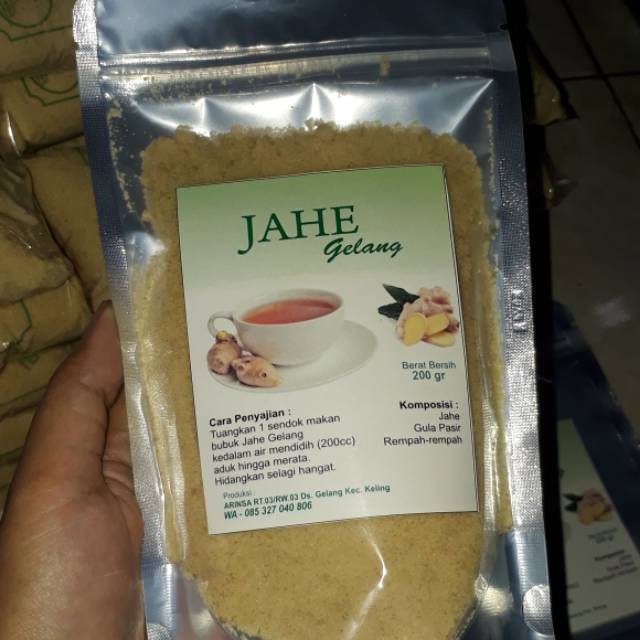 JAHE
Gelang
Berat Bersih
200 gr
Cara Penyajian :
Tuangkan 1 sendok makan
bubuk Jahe Gelang
kedalam air mendidih (200cc)
aduk hingga merata.
Hidangkan selagi hangat.
Komposisi :
Jahe
Gula Pasir
Rempah-rempah
Produksi :
ARINSA RT.03/RW.03 Ds. Gelang Kec. Keling
WA - 085 327 040 806